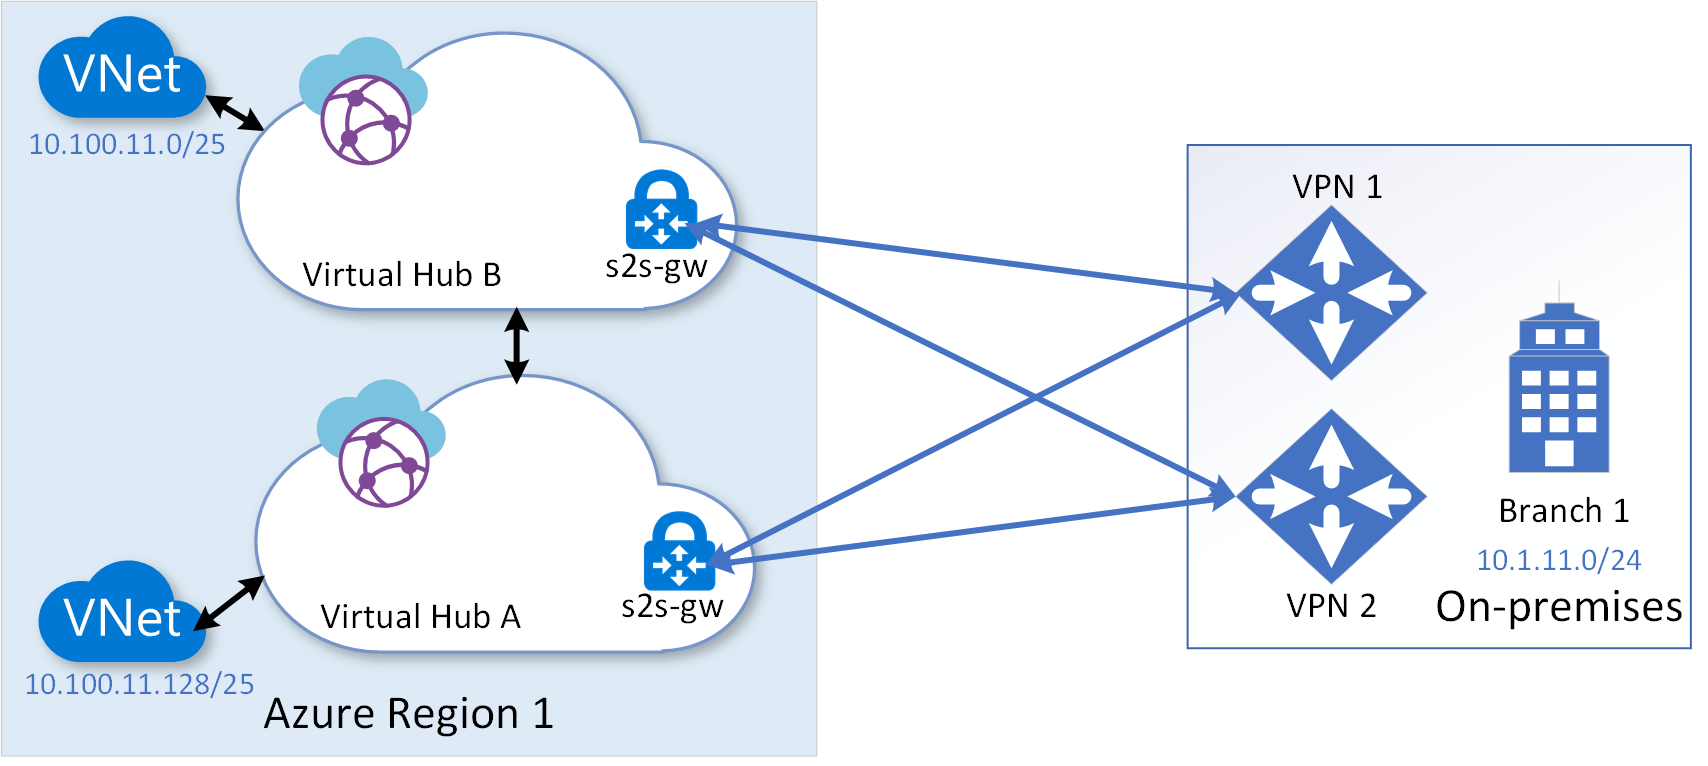 VNet
10.100.11.0/25
Virtual Hub B
s2s-gw
VNet
10.100.11.128/25
Virtual Hub A
s2s-gw
Azure Region 1
VPN 1
VPN 2
Branch 1
10.1.11.0/24
On-premises